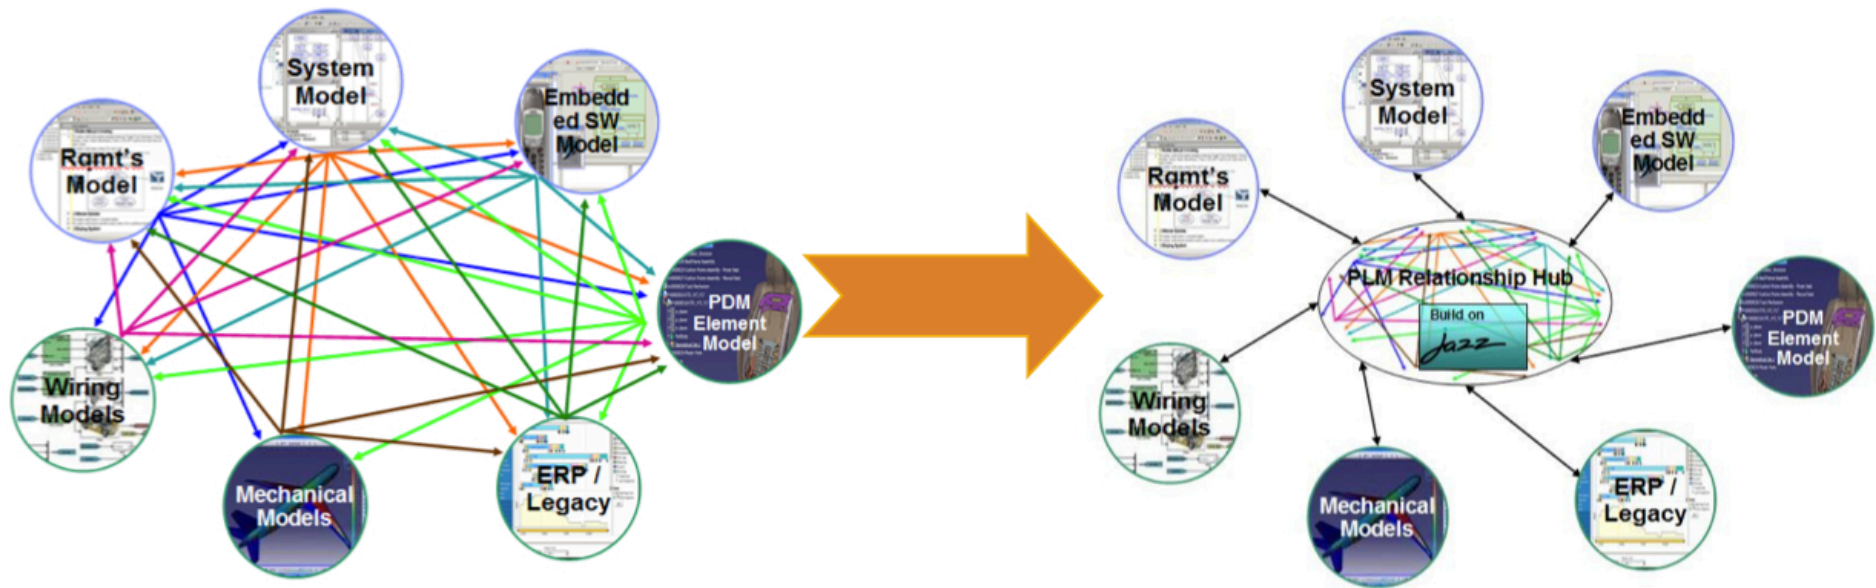 System
Model
Embedd
ed SW
Model
Rqmt's
Model
PDM
Element
Model
Wiring
Models
Mechanical
Models
ERP /
Legacy
System
Model
Embedd
ed SW
Model
Rqmt's
Model
PLM Relationship Hub
Build on
jazz
PDM
Element
Model
Wiring
Models
Mechanical
Models
ERP /
Legacy